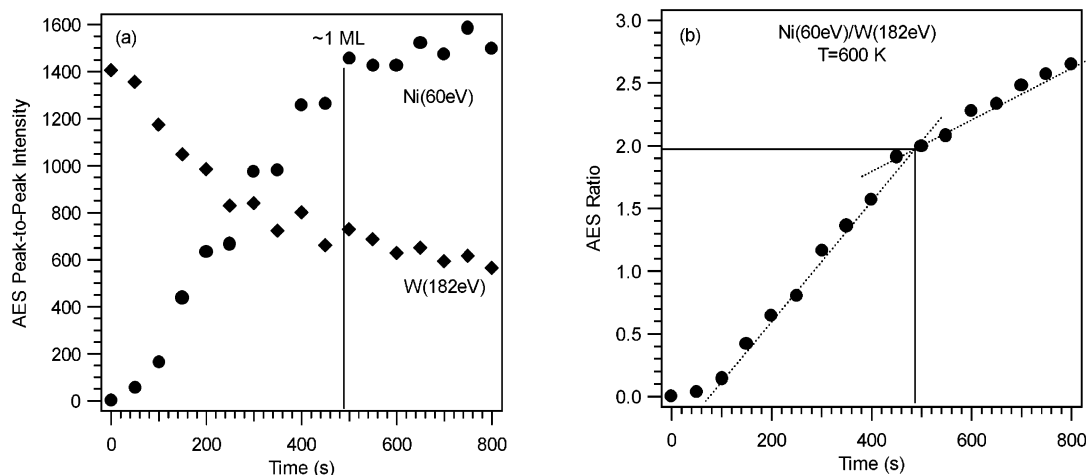 (a)
~1 ML
Ni(60eV)
W(182eV)
AES Peak-to-Peak Intensity
1600
1400
1200
1000
800
600
400
200
0
0 200 400 600 800
Time (s)
(b)
Ni(60eV)/W(182eV)
T=600 K
AES Ratio
3.0
2.5
2.0
1.5
1.0
0.5
0.0
0 200 400 600 800
Time (s)